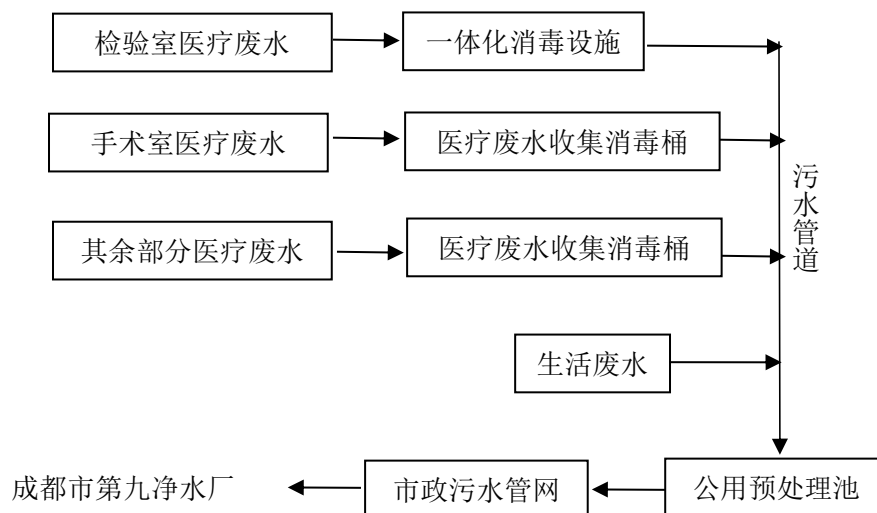 检验室医疗废水
一体化消毒设施
手术室医疗废水
医疗废水收集消毒桶
污水管道
其余部分医疗废水
医疗废水收集消毒桶
生活废水
成都市第九净水厂
市政污水管网
公用预处理池